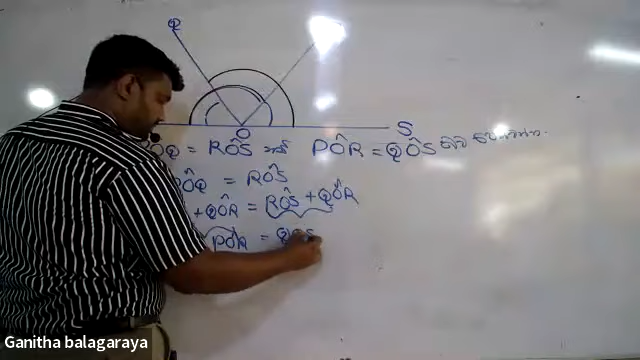 Q
O S
PÔQ = RÔS නම් PÔR = QÔS බව පෙන්වන්න.
PÔQ = RÔS
+ QÔR = RÔS + QÔR
PÔR = QÔS
Ganitha balagaraya